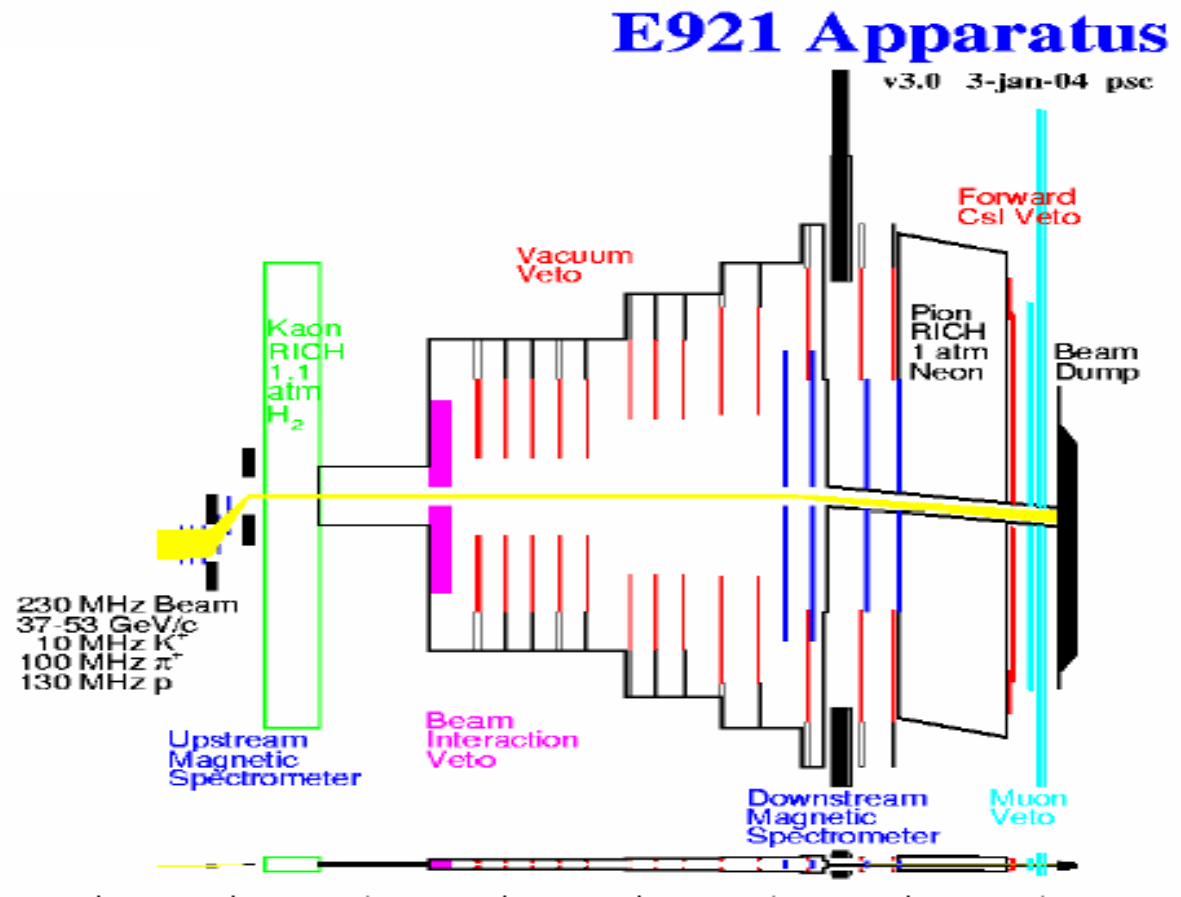 E921 Apparatus
v3.0 3-jan-04 psc
Forward
CsI Veto
Vacuum
Veto
Kaon
RICH
1.1
atm
H2
Pion
RICH
1 atm
Neon
Beam
Dump
230 MHz Beam
37-53 GeV/c
10 MHz K+
100 MHz π+
130 MHz p
Upstream
Magnetic
Spectrometer
Beam
Interaction
Veto
Downstream
Magnetic
Spectrometer
Muon
Veto